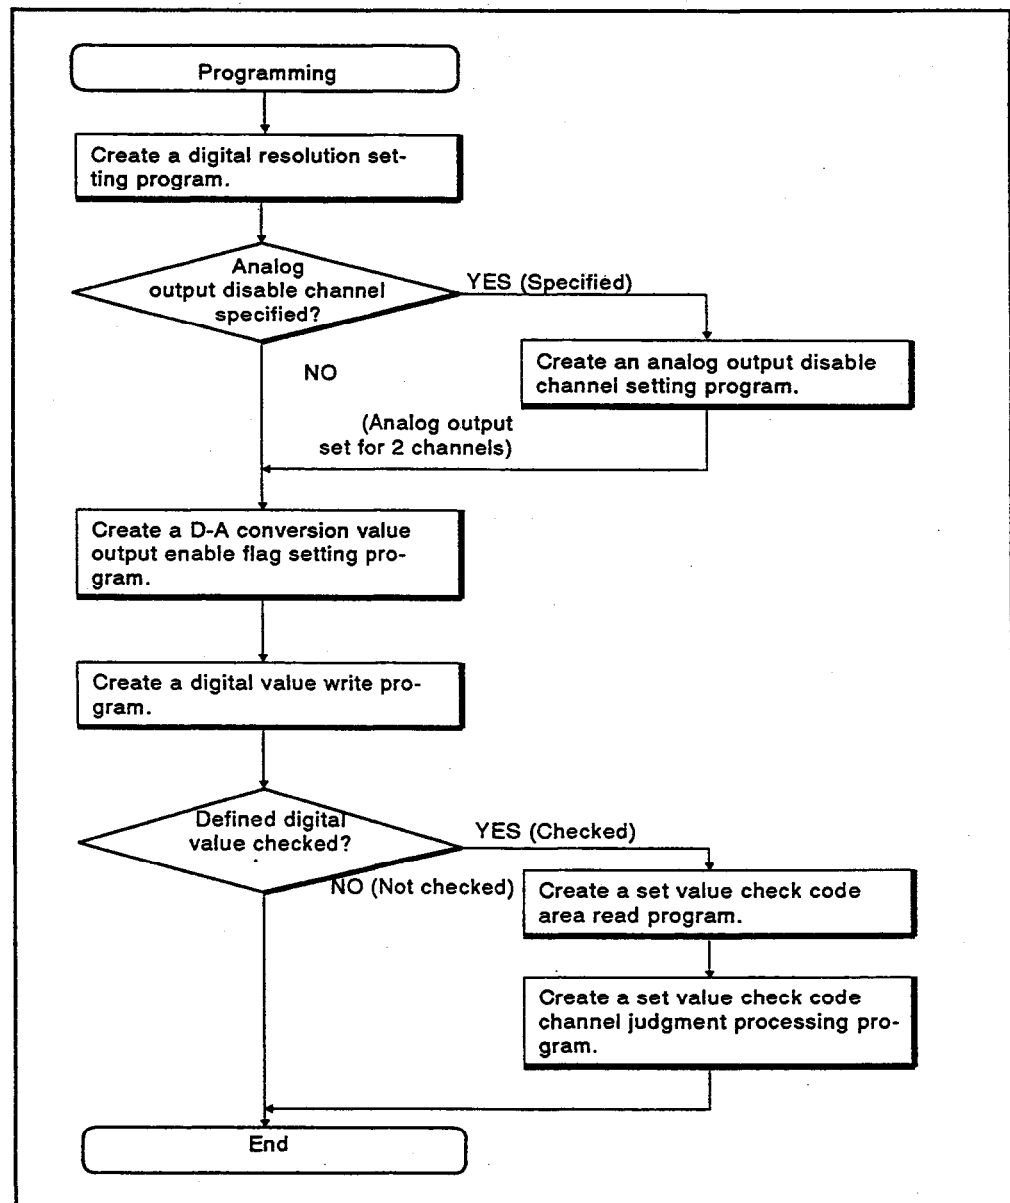 Programming
Create a digital resolution set-
ting program.
Analog
output disable channel
specified?
YES (Specified)
Create an analog output disable
channel setting program.
NO
(Analog output
set for 2 channels)
Create a D-A conversion value
output enable flag setting pro-
gram.
Create a digital value write pro-
gram.
Defined digital
value checked?
YES (Checked)
NO (Not checked)
Create a set value check code
area read program.
Create a set value check code
channel judgment processing pro-
gram.
End